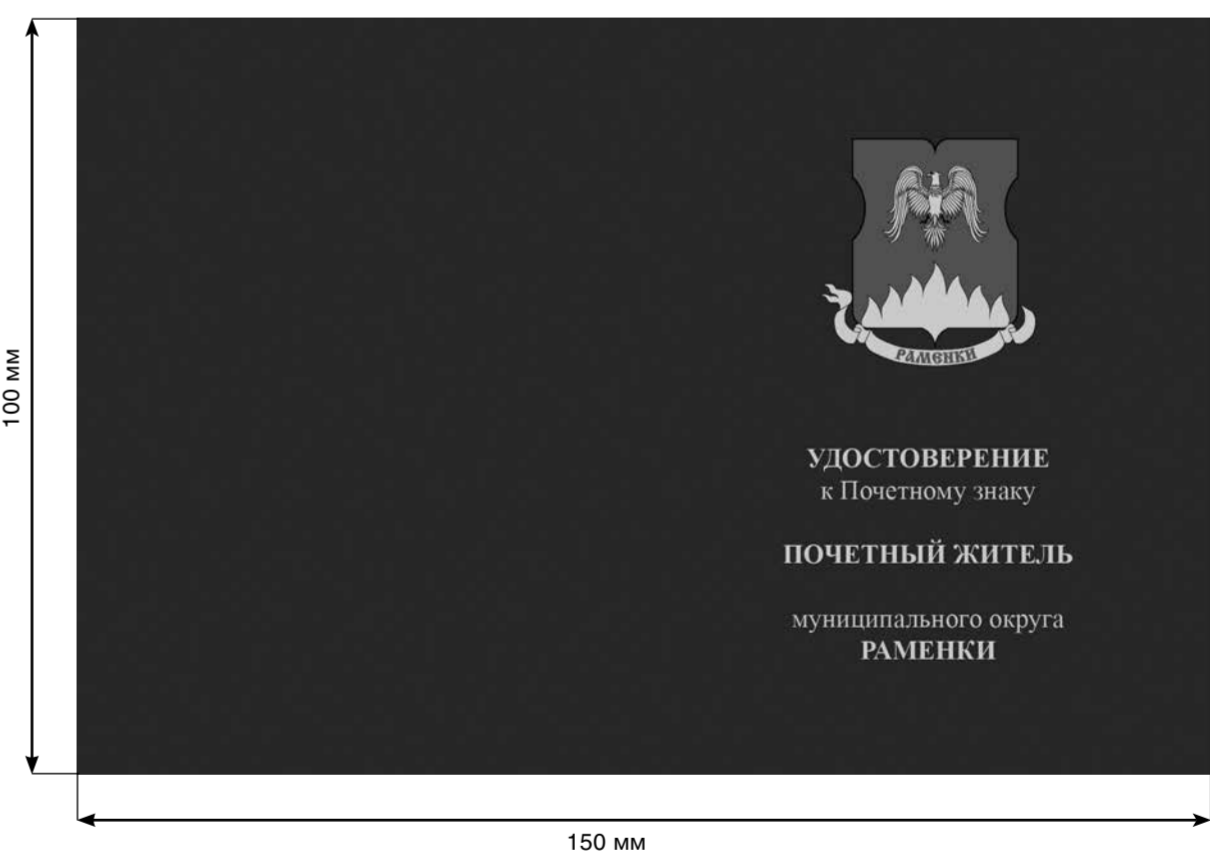 100 мм
РАМЕНКИ
УДОСТОВЕРЕНИЕ
к Почетному знаку
ПОЧЕТНЫЙ ЖИТЕЛЬ
муниципального округа
РАМЕНКИ
150 мм